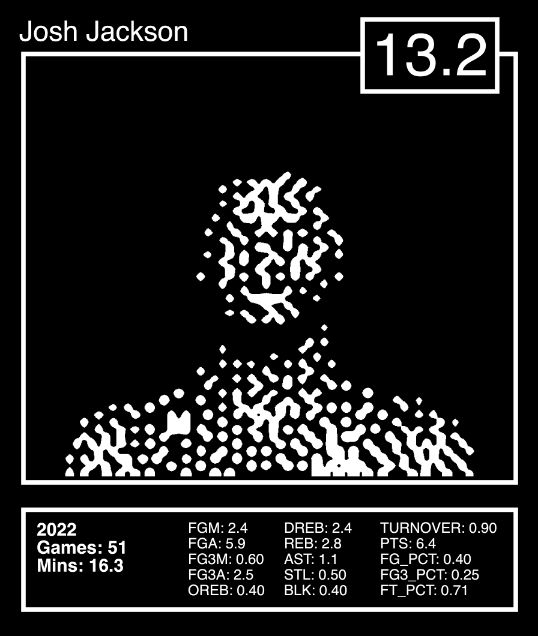 Josh Jackson
13.2
2022
Games: 51
Mins: 16.3
FGM: 2.4
FGA: 5.9
FG3M: 0.60
FG3A: 2.5
OREB: 0.40
DREB: 2.4
REB: 2.8
AST: 1.1
STL: 0.50
BLK: 0.40
TURNOVER: 0.90
PTS: 6.4
FG_PCT: 0.40
FG3_PCT: 0.25
FT_PCT: 0.71